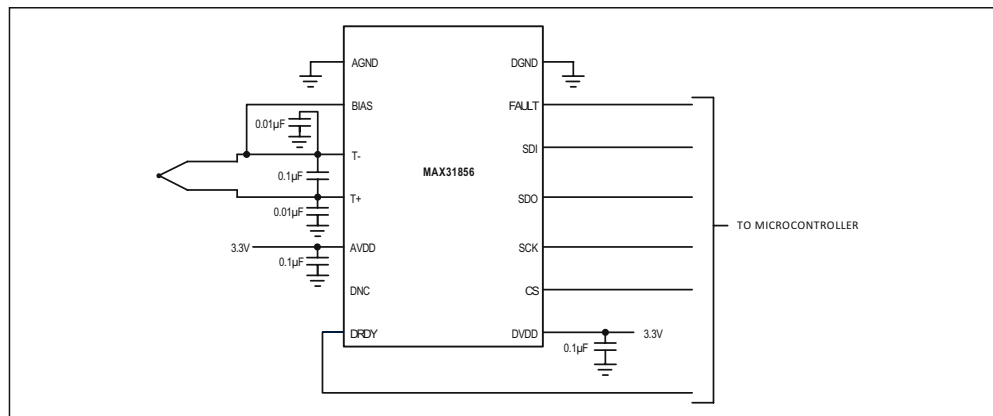 AGND
DGND
BIAS
FAULT
0.01µF
T-
SDI
0.1µF
MAX31856
T+
SDO
0.01µF
TO MICROCONTROLLER
3.3V
AVDD
SCK
0.1µF
DNC
CS
DRDY
DVDD
3.3V
0.1µF